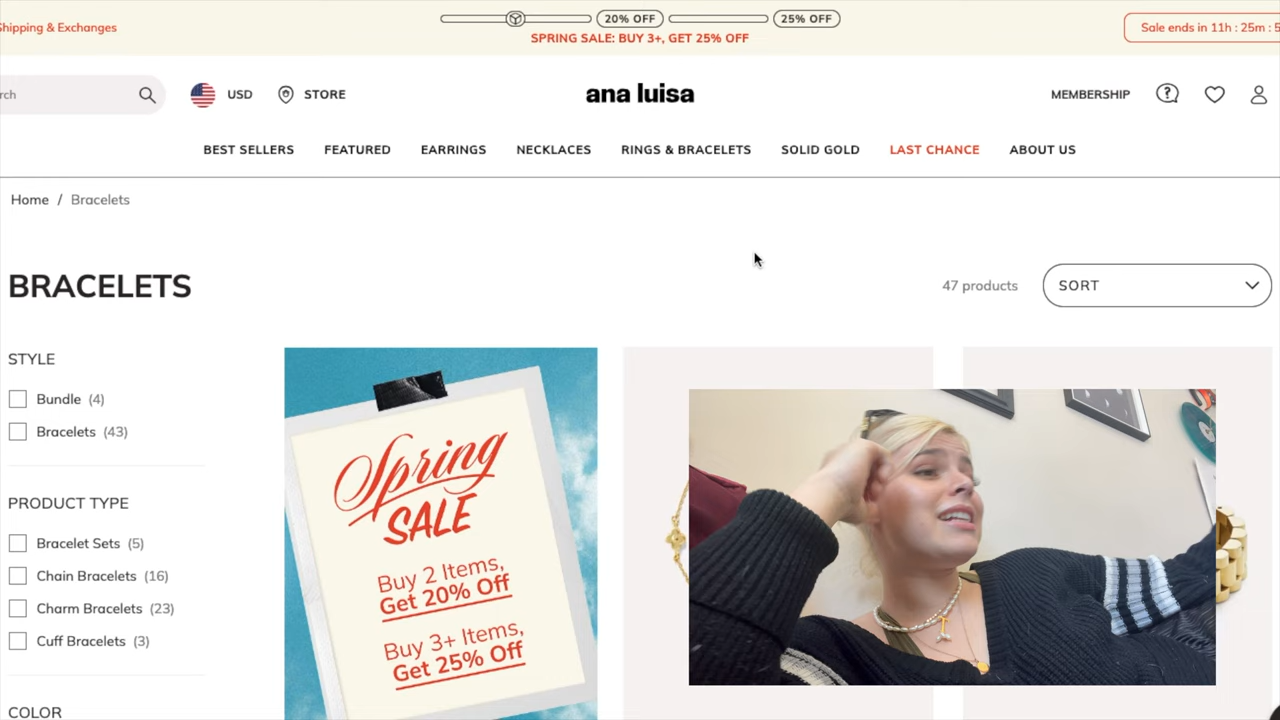 Shipping & Exchanges
20% OFF
25% OFF
SPRING SALE: BUY 3+, GET 25% OFF
Sale ends in 11h : 25m :
USD
STORE
ana luisa
MEMBERSHIP
BEST SELLERS
FEATURED
EARRINGS
NECKLACES
RINGS & BRACELETS
SOLID GOLD
LAST CHANCE
ABOUT US
Home / Bracelets
BRACELETS
47 products
SORT
STYLE
Bundle (4)
Bracelets (43)
PRODUCT TYPE
Bracelet Sets (5)
Chain Bracelets (16)
Charm Bracelets (23)
Cuff Bracelets (3)
COLOR
Spring
SALE
Buy 2 Items,
Get 20% Off
Buy 3+ Items,
Get 25% Off